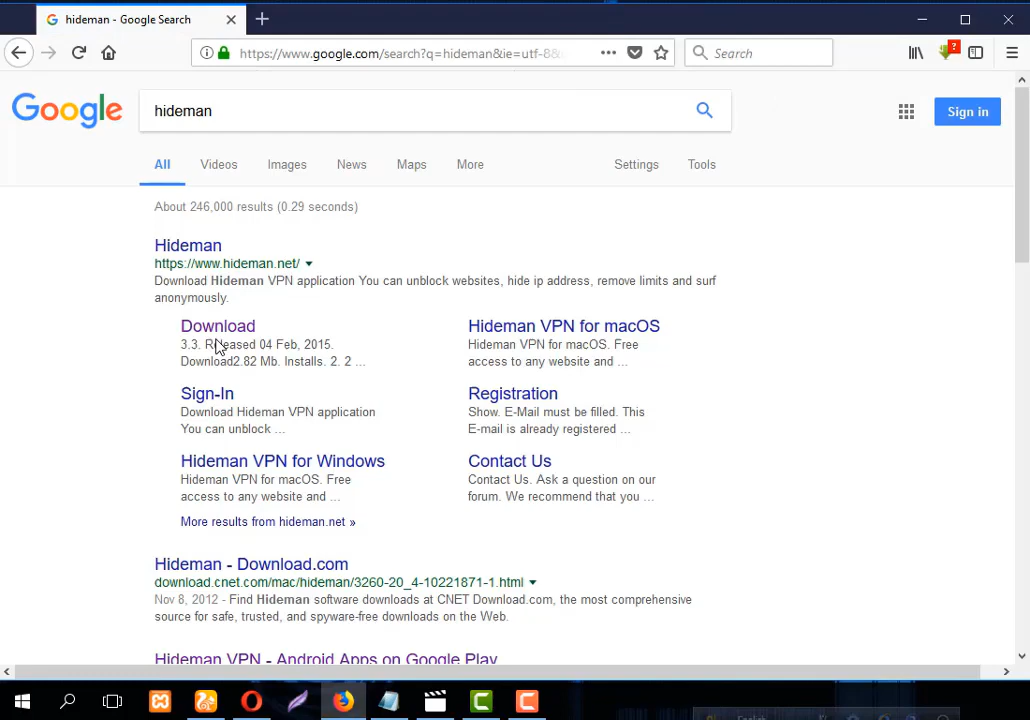 hideman - Google Search
https://www.google.com/search?q=hideman&ie=utf-8&
Search
?
Google
hideman
Sign in
All
Videos
Images
News
Maps
More
Settings
Tools
About 246,000 results (0.29 seconds)
Hideman
https://www.hideman.net/
Download Hideman VPN application You can unblock websites, hide ip address, remove limits and surf
anonymously.
Download
3.3. Released 04 Feb, 2015.
Download2.82 Mb. Installs. 2. 2 ...
Hideman VPN for macOS
Hideman VPN for macOS. Free
access to any website and ...
Sign-In
Download Hideman VPN application
You can unblock ...
Registration
Show. E-Mail must be filled. This
E-mail is already registered ...
Hideman VPN for Windows
Hideman VPN for macOS. Free
access to any website and ...
Contact Us
Contact Us. Ask a question on our
forum. We recommend that you ...
More results from hideman.net »
Hideman - Download.com
download.cnet.com/mac/hideman/3260-20_4-10221871-1.html
Nov 8, 2012 - Find Hideman software downloads at CNET Download.com, the most comprehensive
source for safe, trusted, and spyware-free downloads on the Web.
Hideman VPN - Android Apps on Google Play